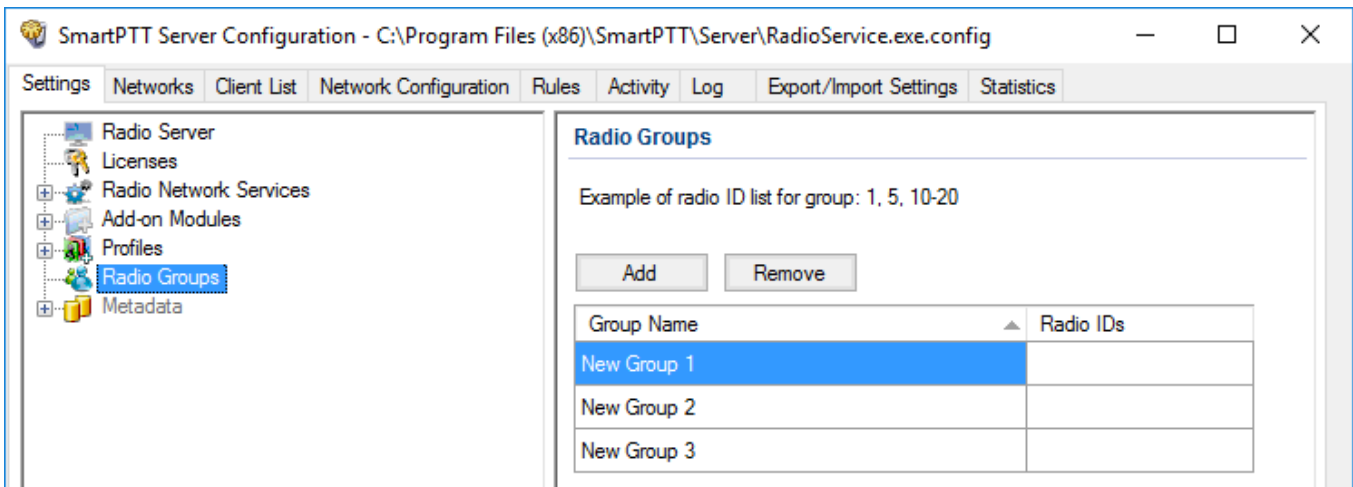 SmartPTT Server Configuration - C:\Program Files (x86)\SmartPTT\Server\RadioService.exe.config
Settings Networks Client List Network Configuration Rules Activity Log Export/Import Settings Statistics
Radio Server
Licenses
Radio Network Services
Add-on Modules
Profiles
Radio Groups
Metadata
Radio Groups
Example of radio ID list for group: 1, 5, 10-20
Add Remove
Group Name Radio IDs
New Group 1
New Group 2
New Group 3